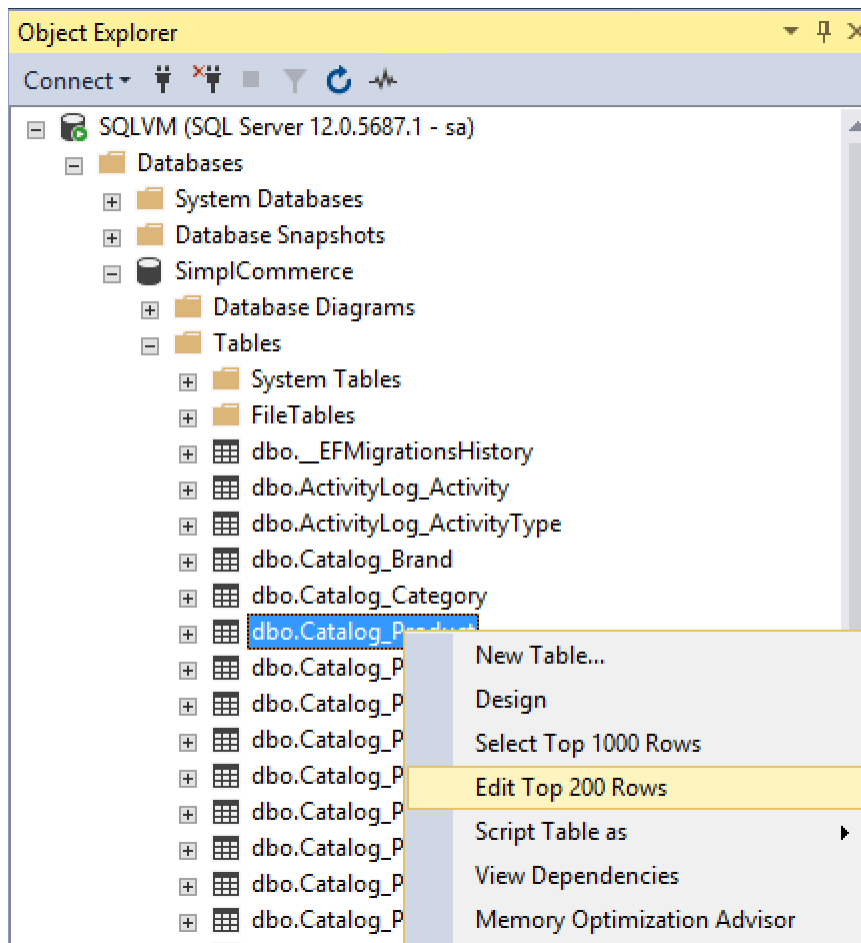 Object Explorer
Connect
SQLVM (SQL Server 12.0.5687.1 - sa)
Databases
System Databases
Database Snapshots
SimplCommerce
Database Diagrams
Tables
System Tables
FileTables
dbo.__EFMigrationsHistory
dbo.ActivityLog_Activity
dbo.ActivityLog_ActivityType
dbo.Catalog_Brand
dbo.Catalog_Category
dbo.Catalog_Product
dbo.Catalog_P
dbo.Catalog_P
dbo.Catalog_P
dbo.Catalog_P
dbo.Catalog_P
dbo.Catalog_P
dbo.Catalog_P
dbo.Catalog_P
New Table...
Design
Select Top 1000 Rows
Edit Top 200 Rows
Script Table as
View Dependencies
Memory Optimization Advisor